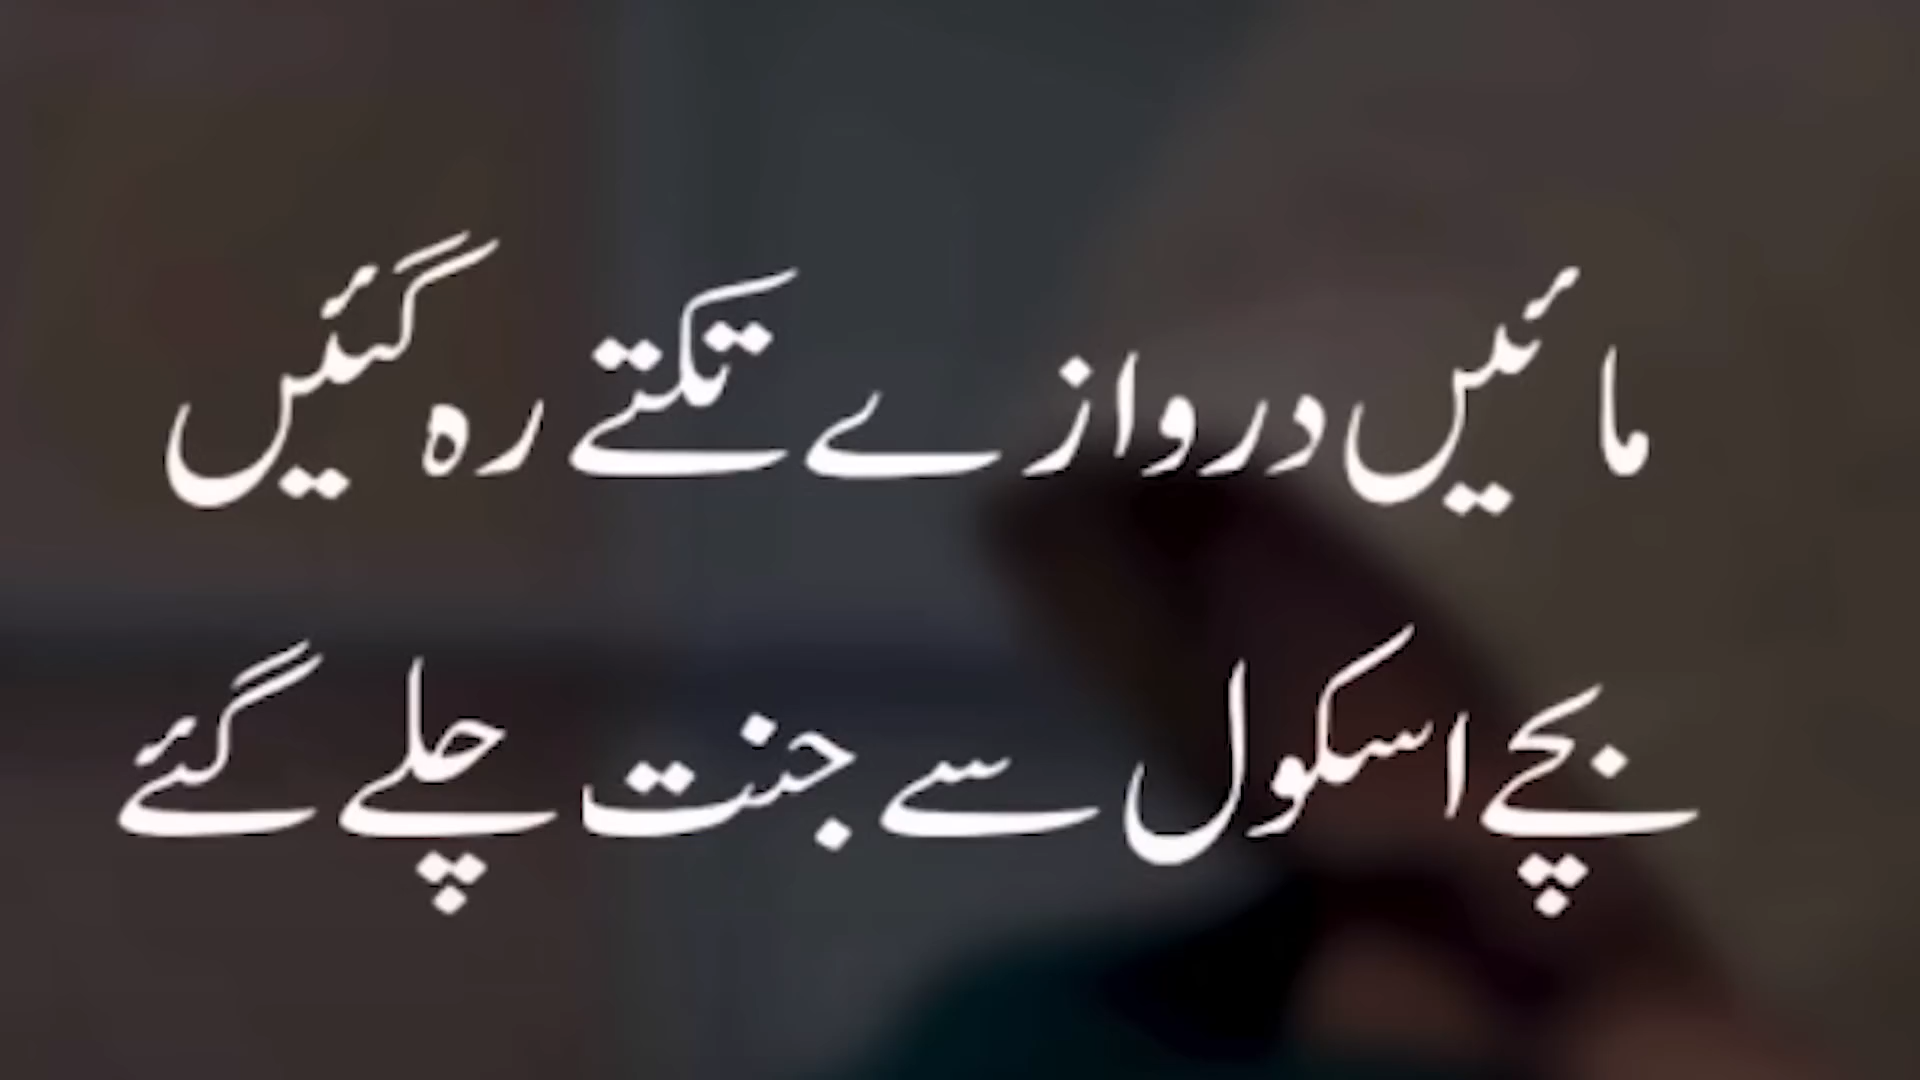 مائیں دروازے تکتے رہ گئیں
بچے اسکول سے جنت چلے گئے